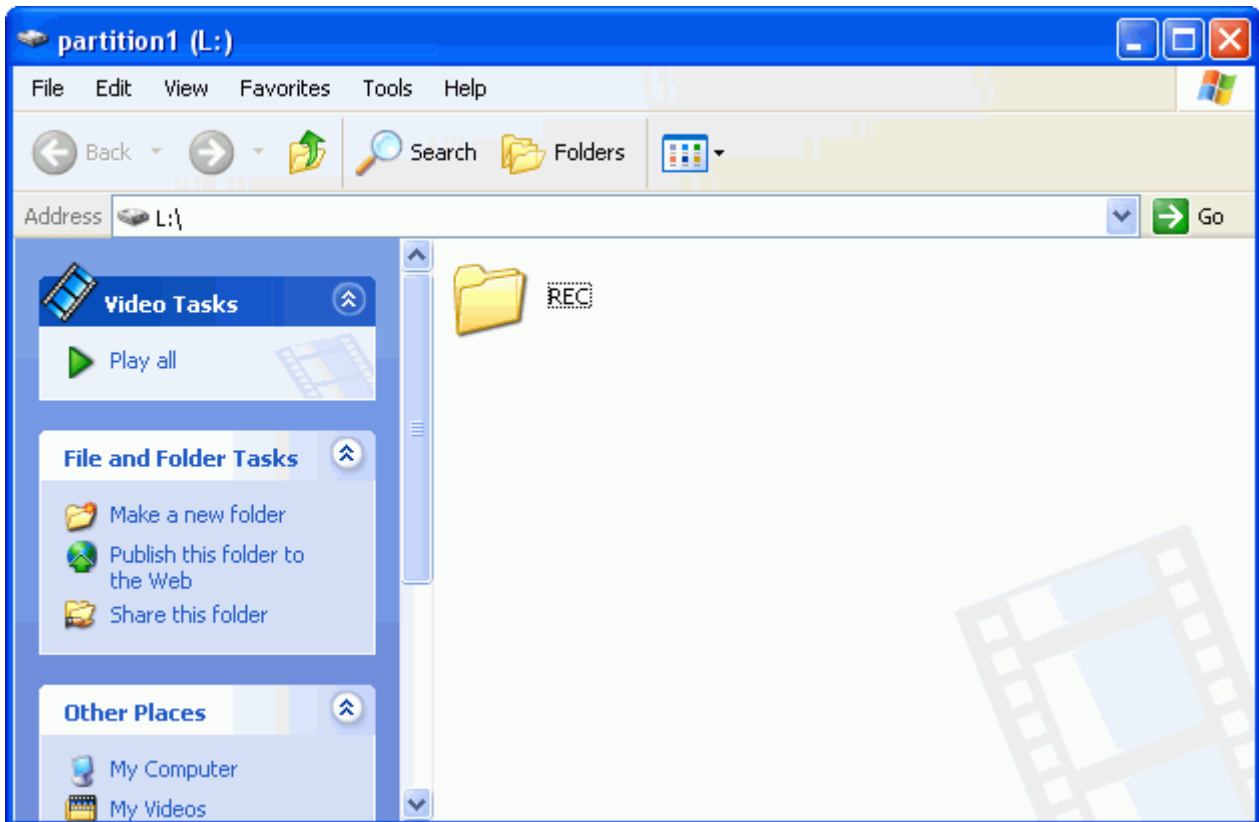 partition1 (L:)
File Edit View Favorites Tools Help
Back Search Folders
Address L:\ Go
Video Tasks
Play all
File and Folder Tasks
Make a new folder
Publish this folder to
the Web
Share this folder
Other Places
My Computer
My Videos
REC